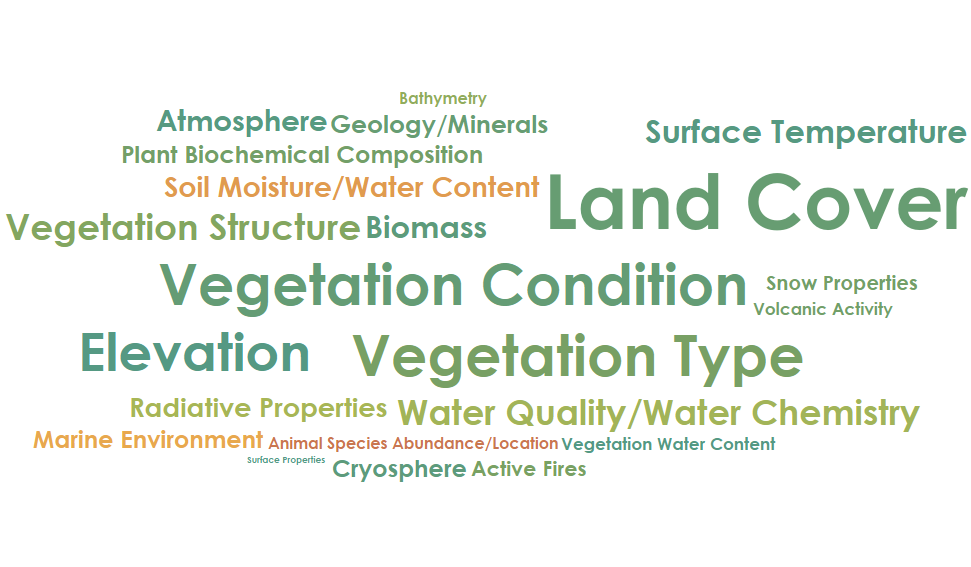 Bathymetry
Atmosphere Geology/Minerals
Surface Temperature
Plant Biochemical Composition
Soil Moisture/Water Content
Land Cover
Vegetation Structure Biomass
Vegetation Condition
Snow Properties
Volcanic Activity
Elevation Vegetation Type
Radiative Properties Water Quality/Water Chemistry
Marine Environment Animal Species Abundance/Location Vegetation Water Content
Surface Properties Cryosphere Active Fires